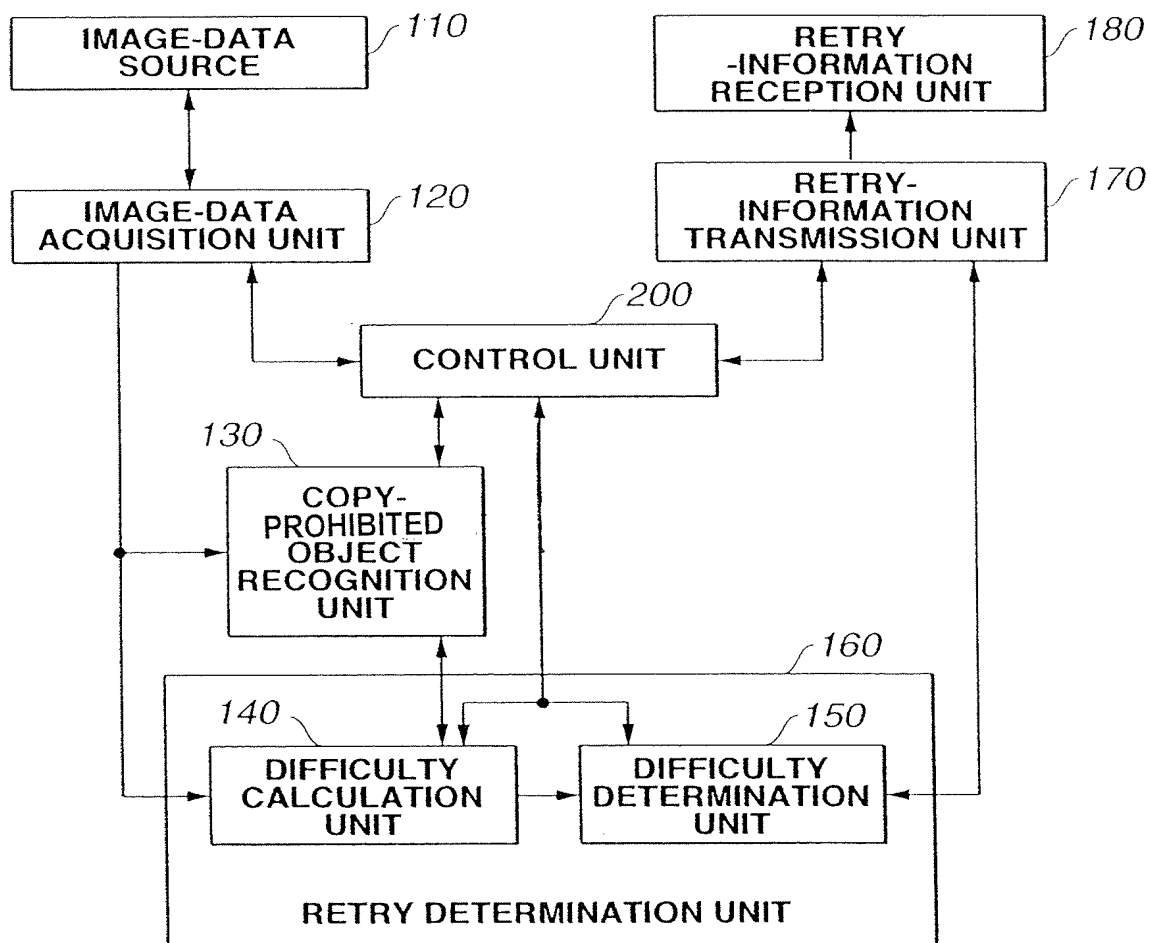 IMAGE-DATA
SOURCE
110
RETRY
-INFORMATION
RECEPTION UNIT
180
IMAGE-DATA
ACQUISITION UNIT
120
RETRY-
INFORMATION
TRANSMISSION UNIT
170
200
CONTROL UNIT
130
COPY-
PROHIBITED
OBJECT
RECOGNITION
UNIT
160
140
DIFFICULTY
CALCULATION
UNIT
150
DIFFICULTY
DETERMINATION
UNIT
RETRY DETERMINATION UNIT